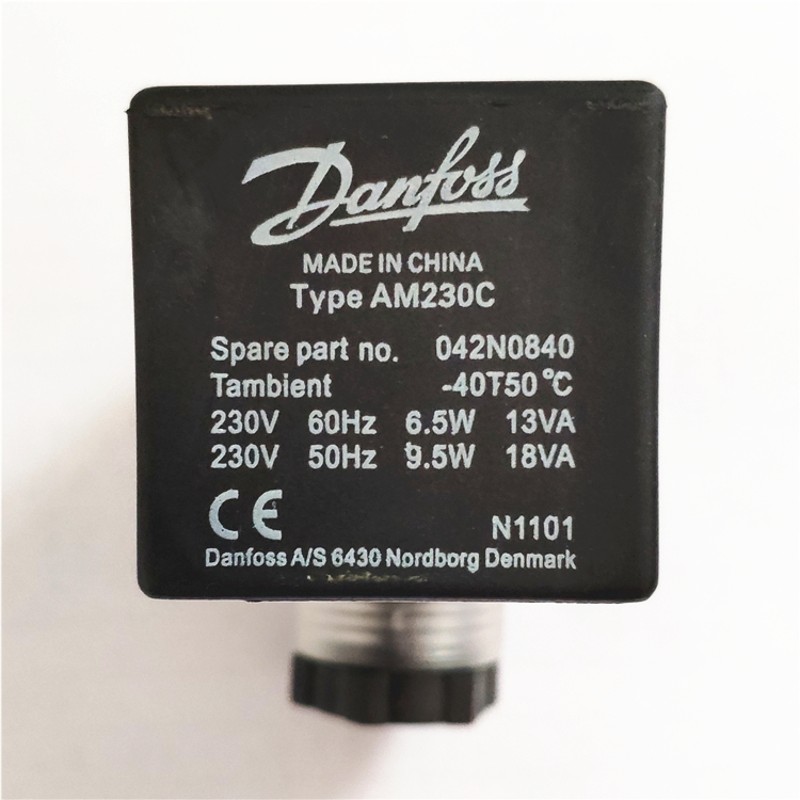 Danfoss
MADE IN CHINA
Type AM230C
Spare part no. 042N0840
Tambient -40T50 °C
230V 60Hz 6.5W 13VA
230V 50Hz 9.5W 18VA
CE N1101
Danfoss A/S 6430 Nordborg Denmark